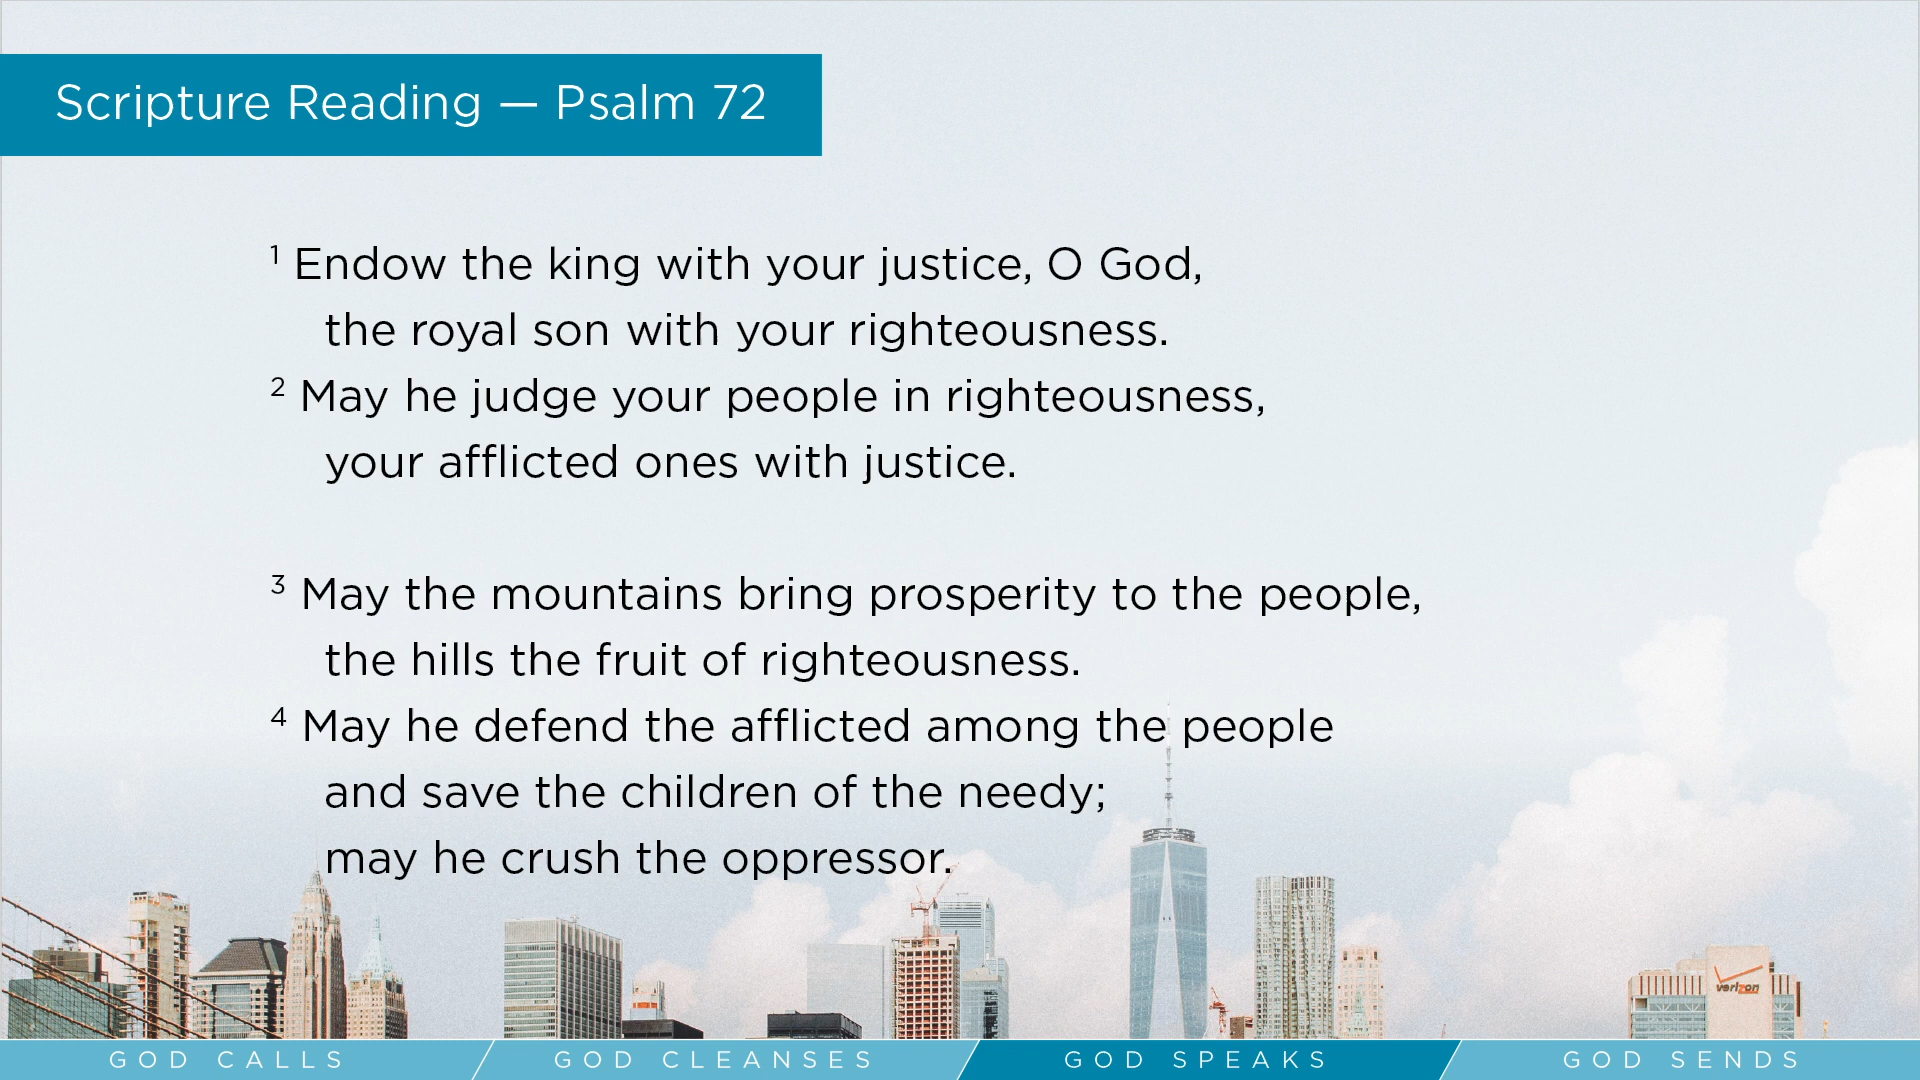 Scripture Reading — Psalm 72
¹ Endow the king with your justice, O God,
the royal son with your righteousness.
² May he judge your people in righteousness,
your afflicted ones with justice.
³ May the mountains bring prosperity to the people,
the hills the fruit of righteousness.
⁴ May he defend the afflicted among the people
and save the children of the needy;
may he crush the oppressor.
verizon
GOD CALLS
GOD CLEANSES
GOD SPEAKS
GOD SENDS